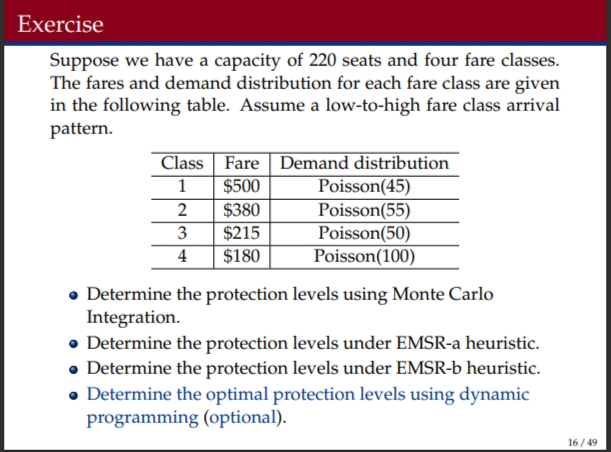 Exercise
Suppose we have a capacity of 220 seats and four fare classes.
The fares and demand distribution for each fare class are given
in the following table. Assume a low-to-high fare class arrival
pattern.
Class Fare Demand distribution
1 $500 Poisson(45)
2 $380 Poisson(55)
3 $215 Poisson(50)
4 $180 Poisson(100)
• Determine the protection levels using Monte Carlo
Integration.
• Determine the protection levels under EMSR-a heuristic.
• Determine the protection levels under EMSR-b heuristic.
• Determine the optimal protection levels using dynamic
programming (optional).
16 / 49